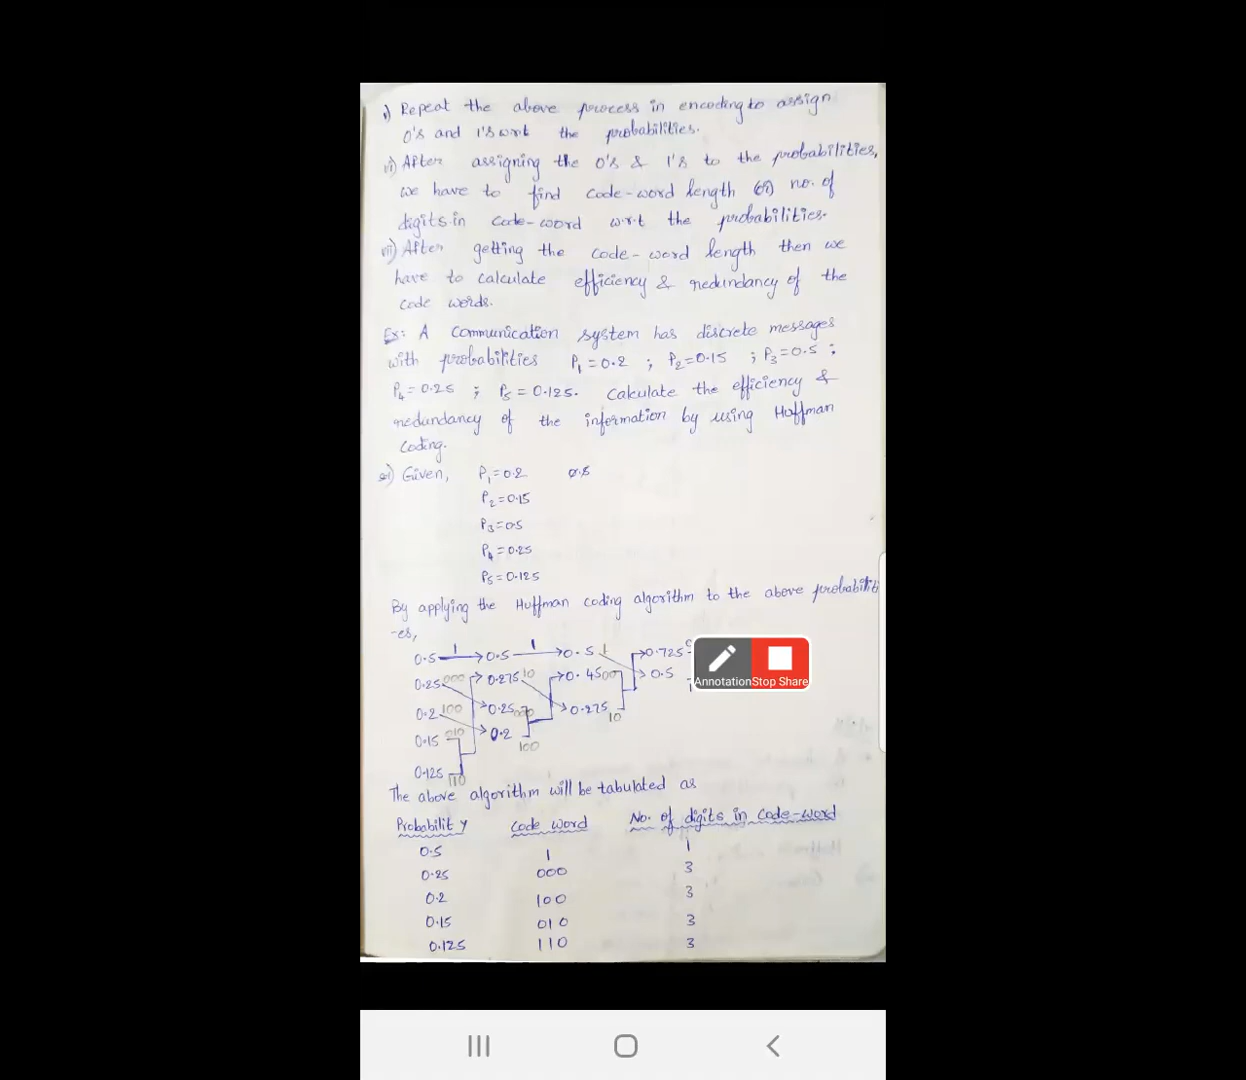 v) Repeat the above process in encoding to assign
0's and 1's wrt the probabilities.
vi) After assigning the 0's & 1's to the probabilities,
we have to find code-word length (or) no. of
digits in code-word w.r.t the probabilities.
vii) After getting the code-word length then we
have to calculate efficiency & redundancy of the
code words.
Ex: A communication system has discrete messages
with probabilities P1 = 0.2 ; P2 = 0.15 ; P3 = 0.5 ;
P4 = 0.25 ; P5 = 0.125. Calculate the efficiency &
redundancy of the information by using Huffman
coding.
sol) Given, P1 = 0.2 0.5
P2 = 0.15
P3 = 0.5
P4 = 0.25
P5 = 0.125
By applying the Huffman coding algorithm to the above probabiliti
-es,
0.5 1 0.5 1 0.5 1 0.725
0.25 000 0.275 10 0.45 00 0.5
0.2 100 0.25 0.275 10
0.15 010 0.2 100
0.125 110
Annotation Stop Share
The above algorithm will be tabulated as
Probability Code word No. of digits in code-word
0.5 1 1
0.25 000 3
0.2 100 3
0.15 010 3
0.125 110 3